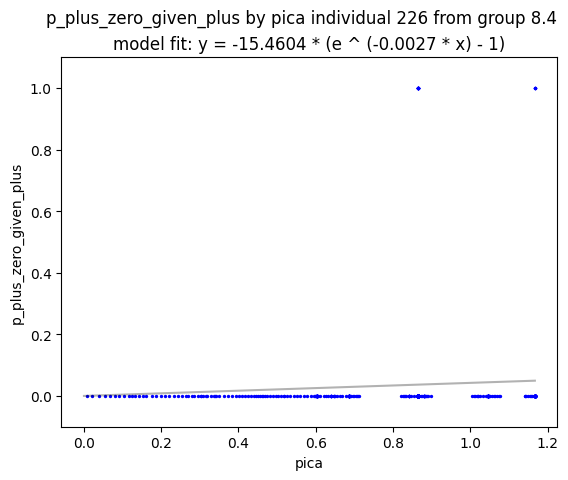 p_plus_zero_given_plus by pica individual 226 from group 8.4
model fit: y = -15.4604 * (e ^ (-0.0027 * x) - 1)
p_plus_zero_given_plus
1.0
0.8
0.6
0.4
0.2
0.0
0.0 0.2 0.4 0.6 0.8 1.0 1.2
pica